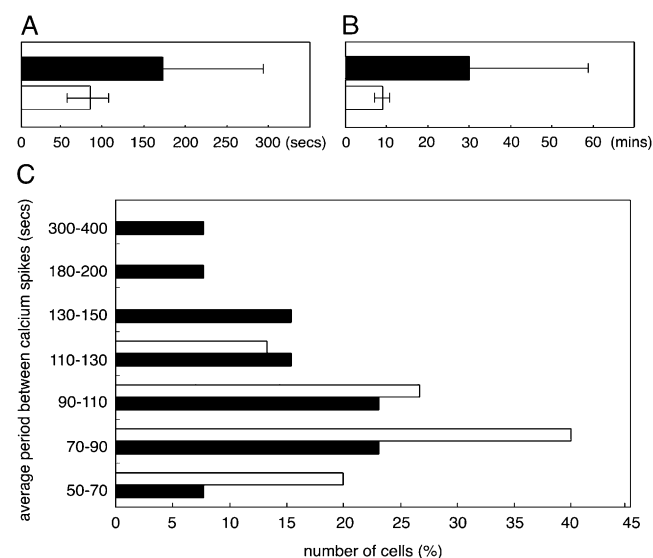 A
B
0 50 100 150 200 250 300 (secs)
0 10 20 30 40 50 60 (mins)
C
average period between calcium spikes (secs)
300-400
180-200
130-150
110-130
90-110
70-90
50-70
0 5 10 15 20 25 30 35 40 45
number of cells (%)